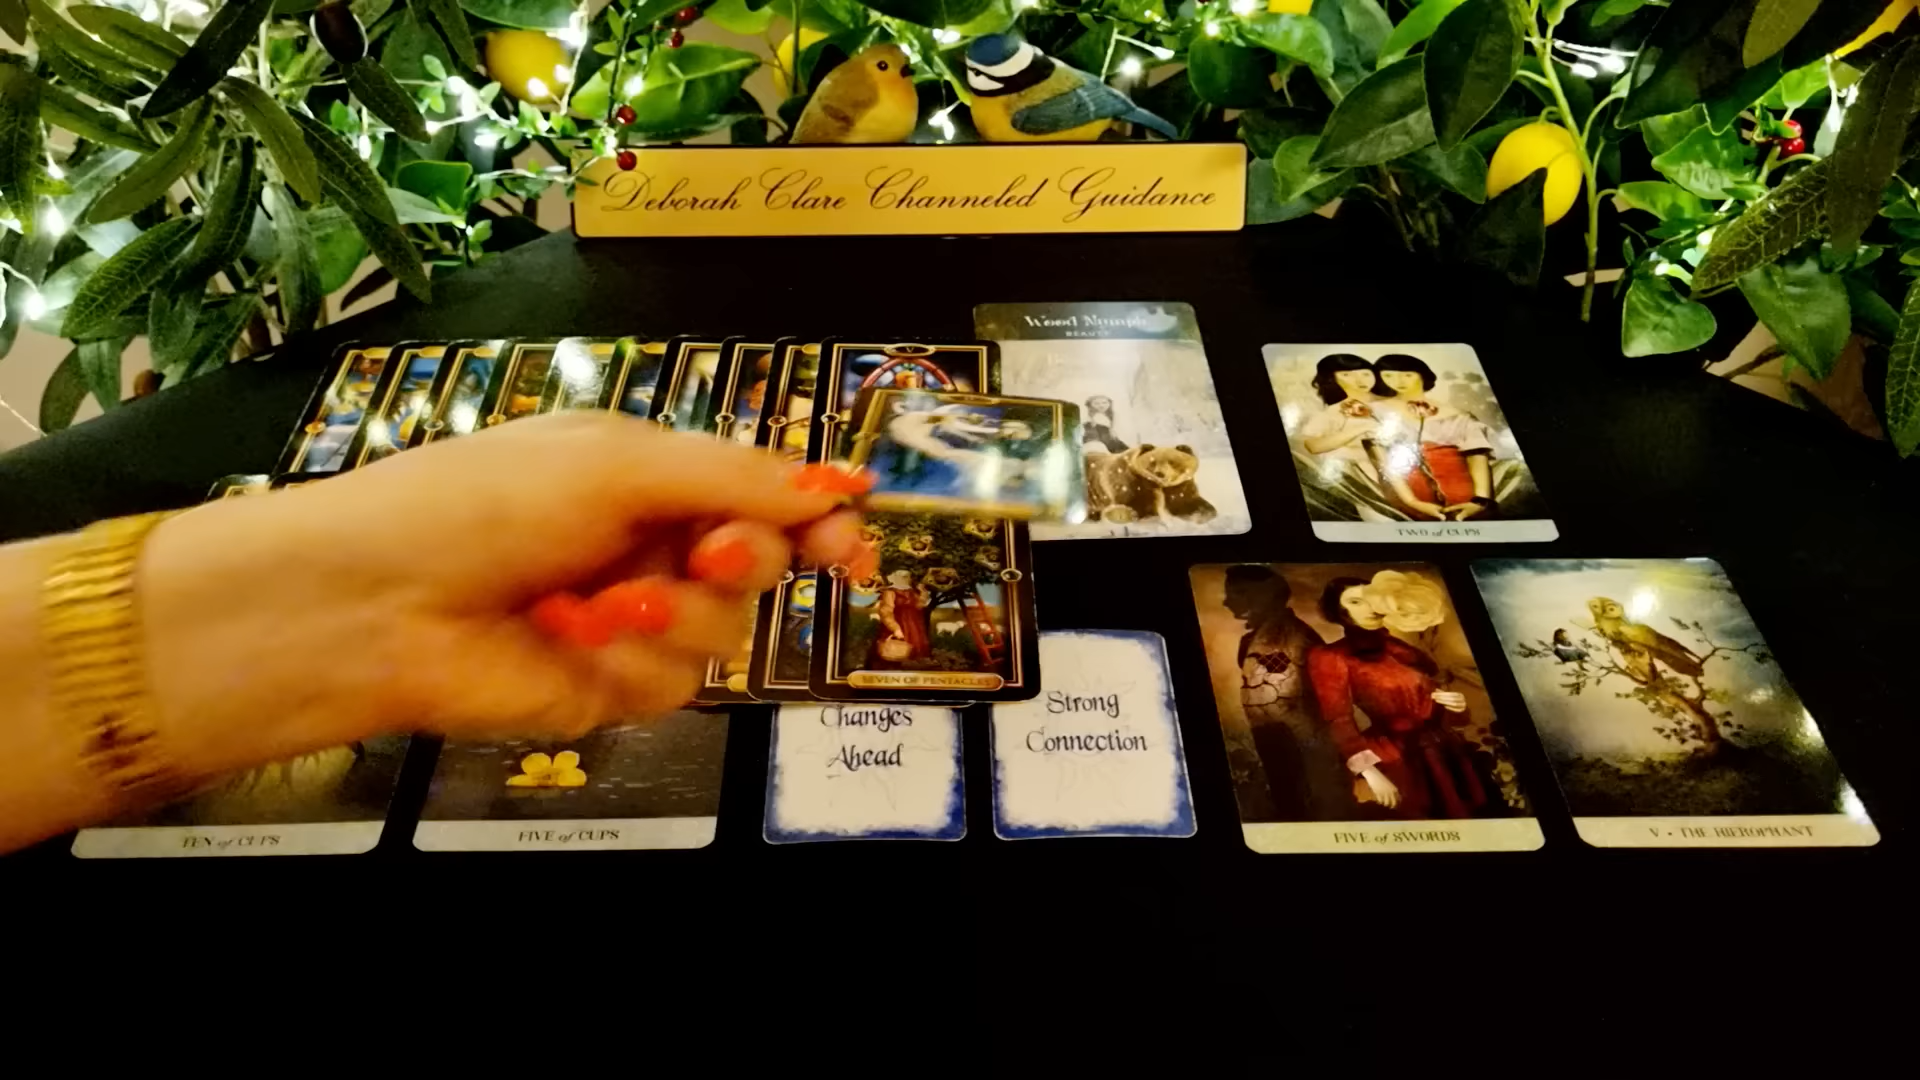 Deborah Clare Channeled Guidance
V
Wood Nymph
BEAUTY
TWO of CUPS
SEVEN OF PENTACLES
Changes
Ahead
Strong
Connection
TEN of CUPS
FIVE of CUPS
FIVE of SWORDS
V • THE HIEROPHANT